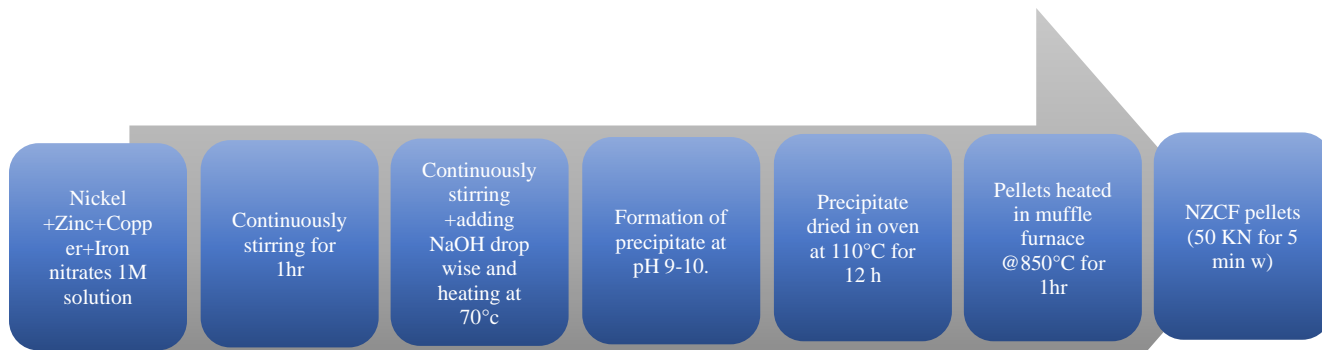 Nickel
+Zinc+Copp
er+Iron
nitrates 1M
solution
Continuously
stirring for
1hr
Continuously
stirring
+adding
NaOH drop
wise and
heating at
70°c
Formation of
precipitate at
pH 9-10.
Precipitate
dried in oven
at 110°C for
12 h
Pellets heated
in muffle
furnace
@850°C for
1hr
NZCF pellets
(50 KN for 5
min w)